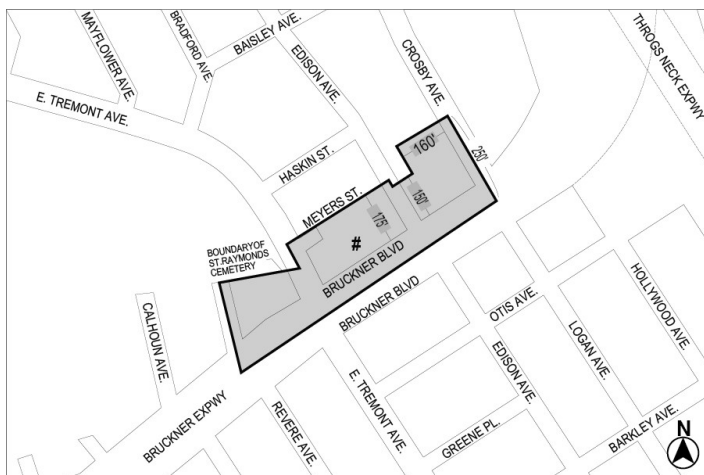 MAYFLOWER AVE.
BRADFORD AVE.
BAISLEY AVE.
EDISON AVE.
CROSBY AVE.
THROGS NECK EXPWY
E. TREMONT AVE.
HASKIN ST.
160'
250'
MEYERS ST.
150'
175'
#
BOUNDARY OF
ST.RAYMONDS
CEMETERY
BRUCKNER BLVD
CALHOUN AVE.
BRUCKNER BLVD
OTIS AVE.
HOLLYWOOD AVE.
LOGAN AVE.
EDISON AVE.
E. TREMONT AVE.
BRUCKNER EXPWY
REVERE AVE.
GREENE PL.
BARKLEY AVE.
N